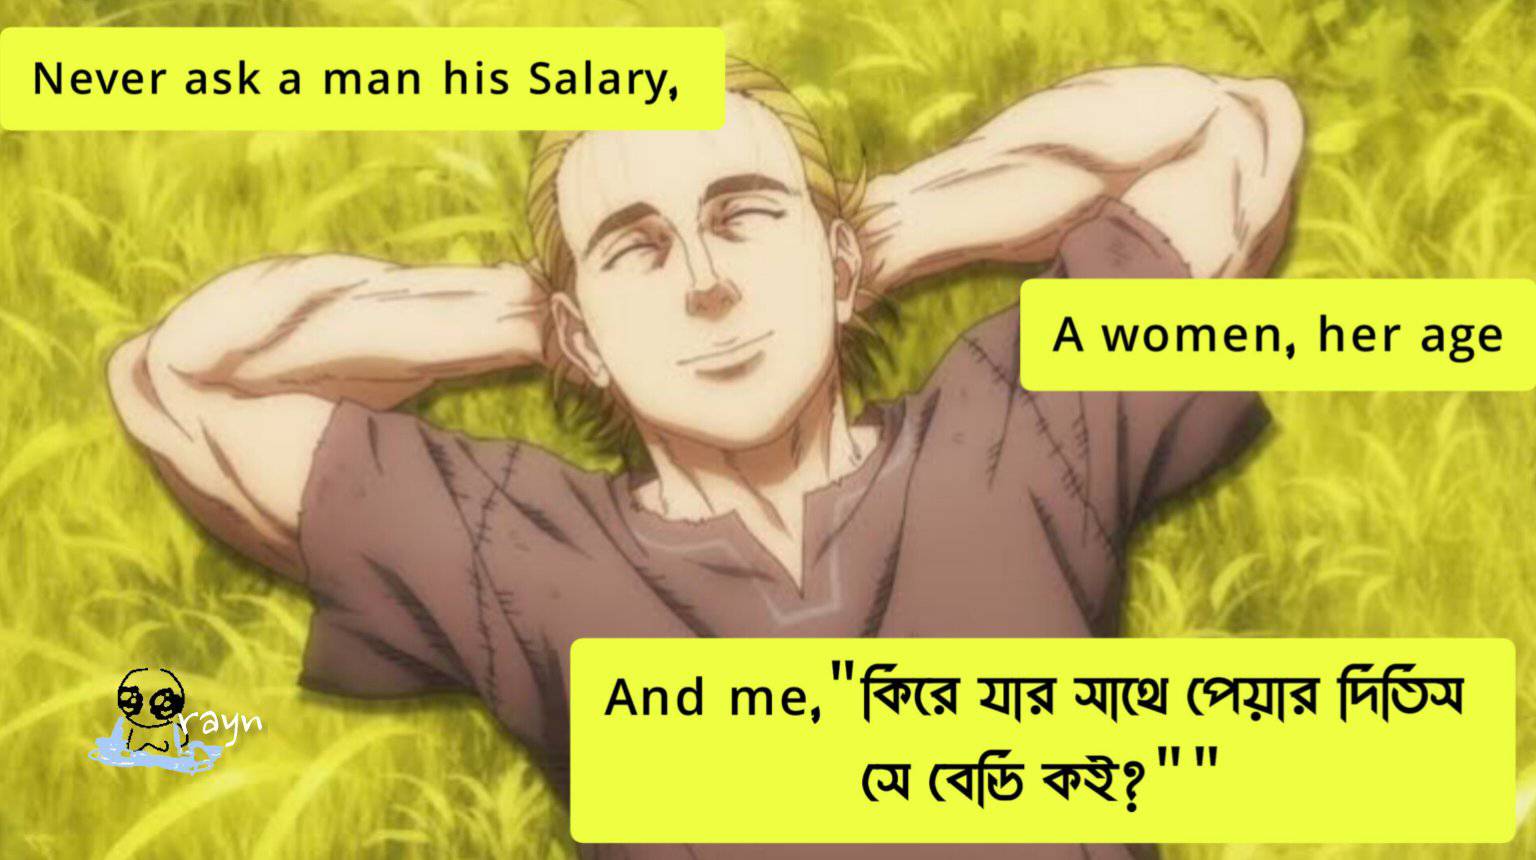 Never ask a man his Salary,
A women, her age
And me,"কিরে যার সাথে পেয়ার দিতিস
সে বেডি কই?""
rayn